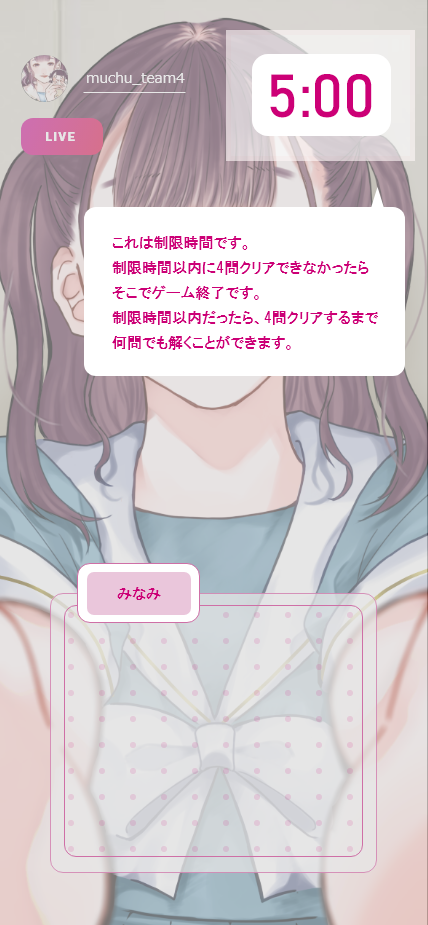 muchu_team4
5:00
LIVE
これは制限時間です。
制限時間以内に4問クリアできなかったら
そこでゲーム終了です。
制限時間以内だったら、4問クリアするまで
何問でも解くことができます。
みなみ